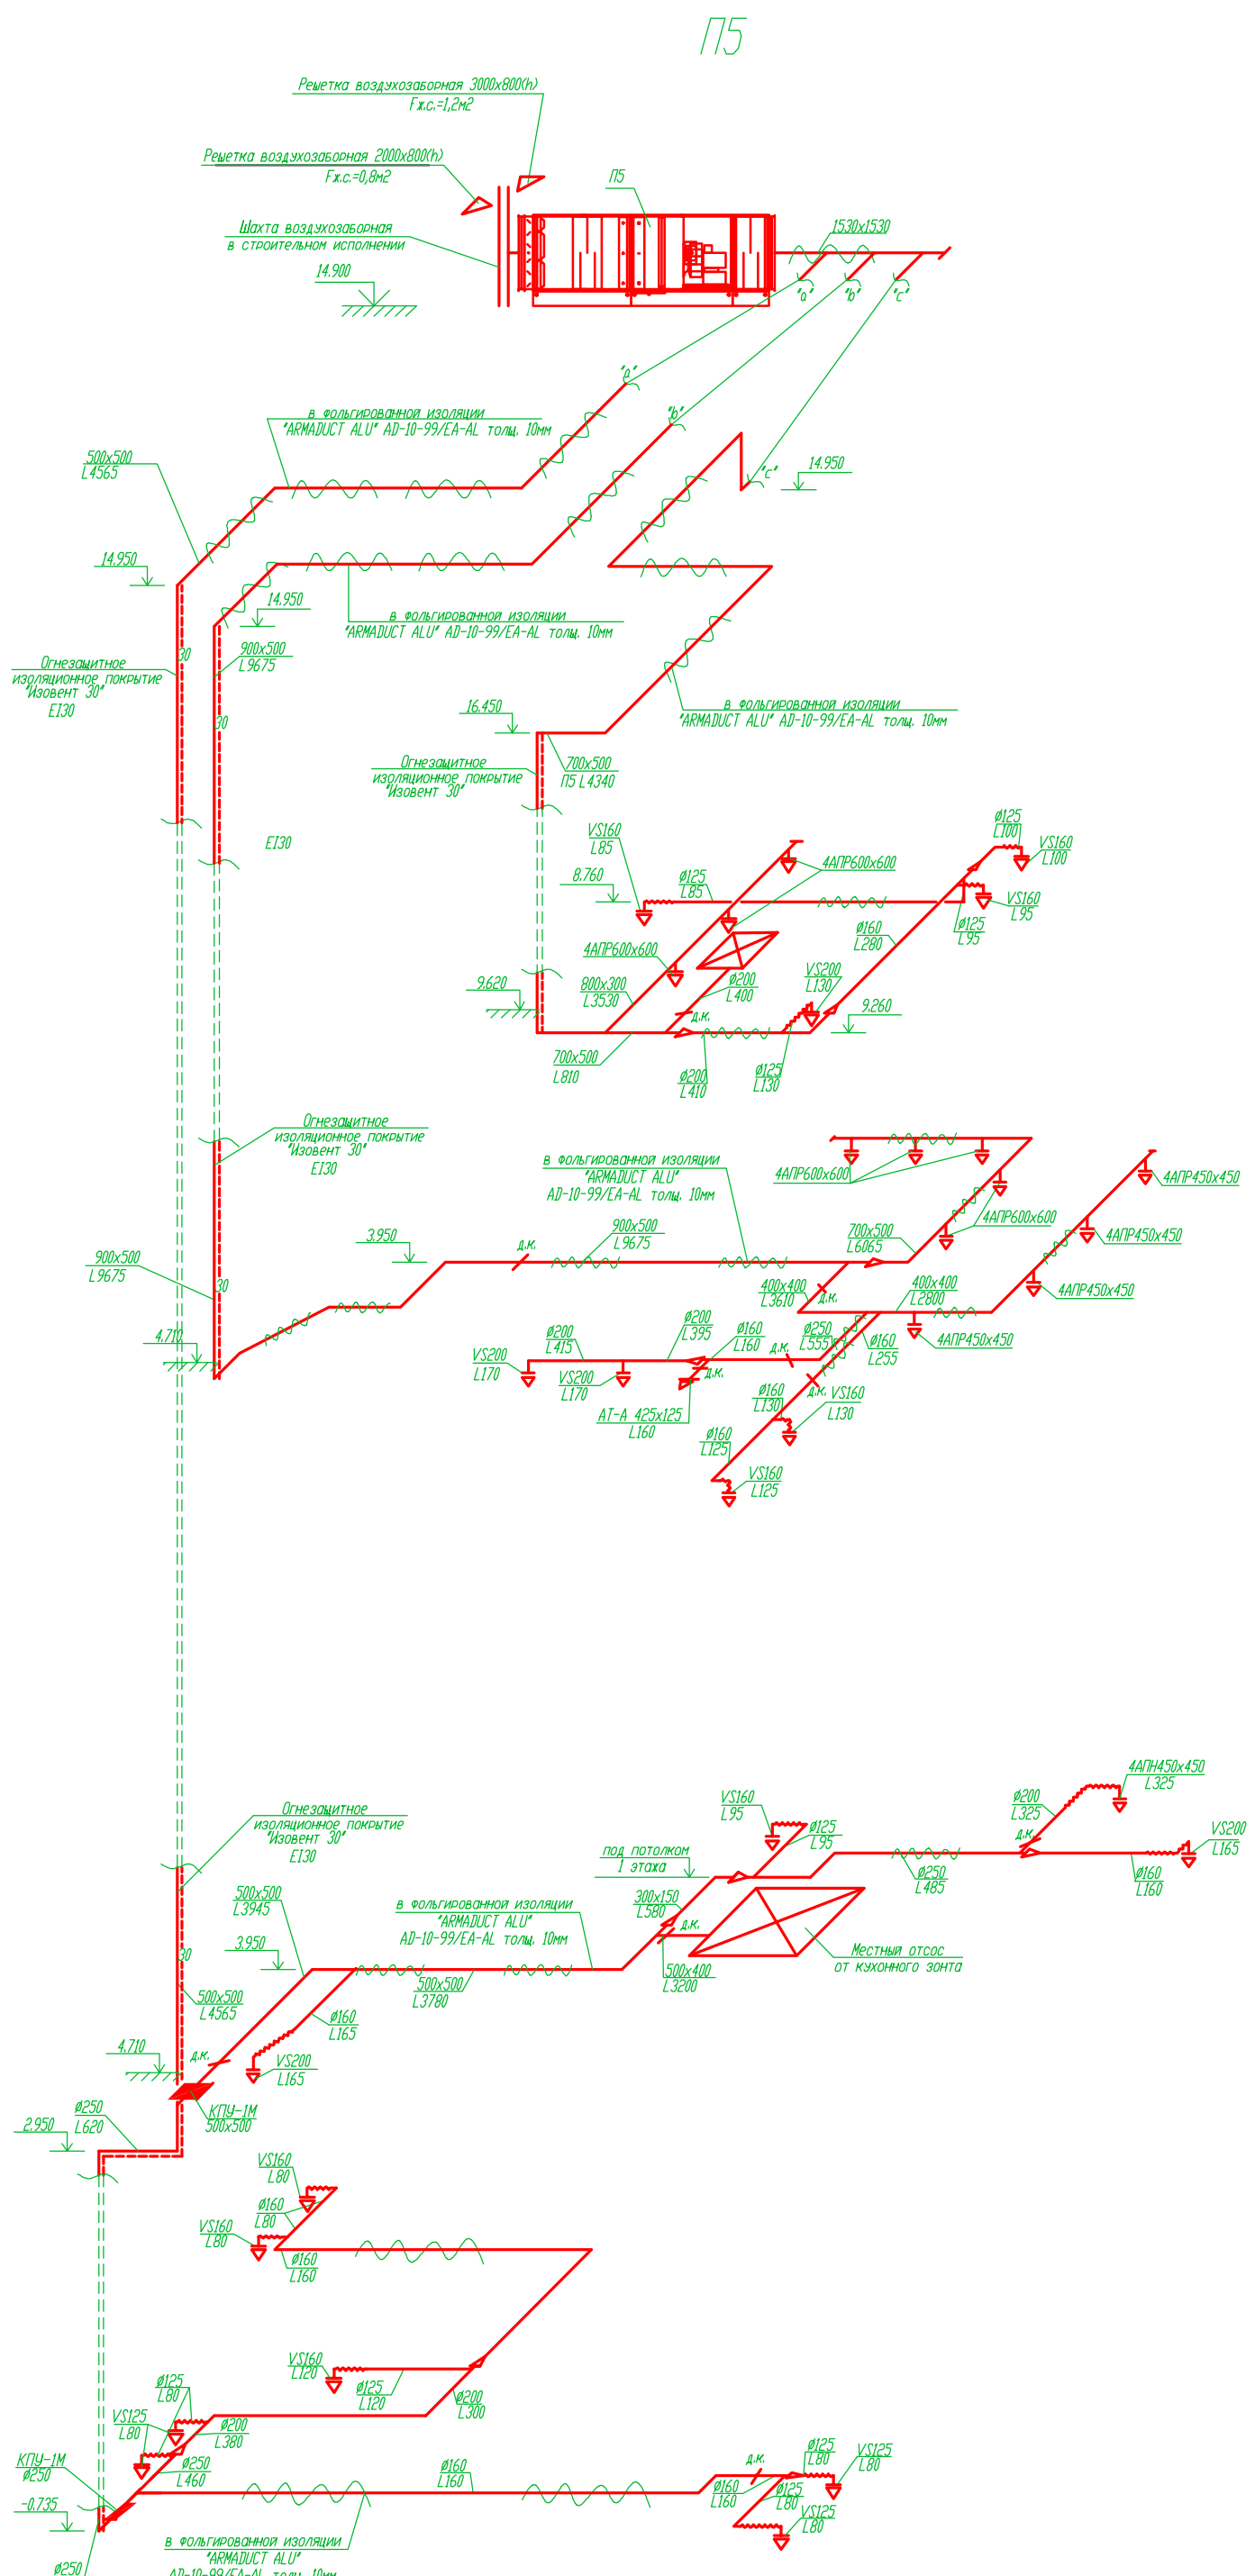 П5
Решетка воздухозаборная 3000х800(h)
Fж.с.=1,2м2
Решетка воздухозаборная 2000х800(h)
Fж.с.=0,8м2
П5
Шахта воздухозаборная
в строительном исполнении
14.900
1530х1530
"a"
"b"
"c"
"a"
"b"
"c"
14.950
в фольгированной изоляции
"ARMADUCT ALU" AD-10-99/EA-AL толщ. 10мм
500х500
L4565
14.950
14.950
в фольгированной изоляции
"ARMADUCT ALU" AD-10-99/EA-AL толщ. 10мм
30
900х500
L9675
Огнезащитное
изоляционное покрытие
"Изовент 30"
EI30
30
16.450
в фольгированной изоляции
"ARMADUCT ALU" AD-10-99/EA-AL толщ. 10мм
Огнезащитное
изоляционное покрытие
"Изовент 30"
700х500
П5 L4340
EI30
VS160
L85
8.760
ø125
L85
4АПР600х600
ø125
L100
VS160
L100
VS160
L95
ø125
L95
ø160
L280
4АПР600х600
9.620
800х300
L3530
ø200
L400
VS200
L130
д.к.
9.260
700х500
L810
ø200
L410
ø125
L130
Огнезащитное
изоляционное покрытие
"Изовент 30"
EI30
в фольгированной изоляции
"ARMADUCT ALU"
AD-10-99/EA-AL толщ. 10мм
4АПР600х600
4АПР450х450
4АПР600х600
4АПР450х450
3.950
д.к.
900х500
L9675
700х500
L6065
900х500
L9675
30
400х400
L3610
д.к.
400х400
L2800
4АПР450х450
4АПР450х450
4.710
ø200
L415
ø200
L395
ø160
L160
д.к.
ø250
L555
ø160
L255
VS200
L170
VS200
L170
д.к.
АТ-А 425х125
L160
ø160
L130
д.к.
VS160
L130
ø160
L125
VS160
L125
Огнезащитное
изоляционное покрытие
"Изовент 30"
EI30
под потолком
1 этажа
VS160
L95
ø125
L95
4АПН450х450
L325
ø200
L325
д.к.
VS200
L165
ø250
L485
ø160
L160
500х500
L3945
в фольгированной изоляции
"ARMADUCT ALU"
AD-10-99/EA-AL толщ. 10мм
300х150
L580
д.к.
Местный отсос
от кухонного зонта
3.950
30
500х500
L3780
500х400
L3200
500х500
L4565
ø160
L165
4.710
д.к.
VS200
L165
КПУ-1М
500х500
ø250
L620
2.950
VS160
L80
ø160
L80
VS160
L80
ø160
L160
VS160
L120
ø125
L120
ø200
L300
ø125
L80
VS125
L80
ø200
L380
КПУ-1М
ø250
ø250
L460
ø160
L160
д.к.
ø125
L80
VS125
L80
ø160
L160
ø125
L80
VS125
L80
-0.735
в фольгированной изоляции
"ARMADUCT ALU"
AD-10-99/EA-AL толщ. 10мм
ø250